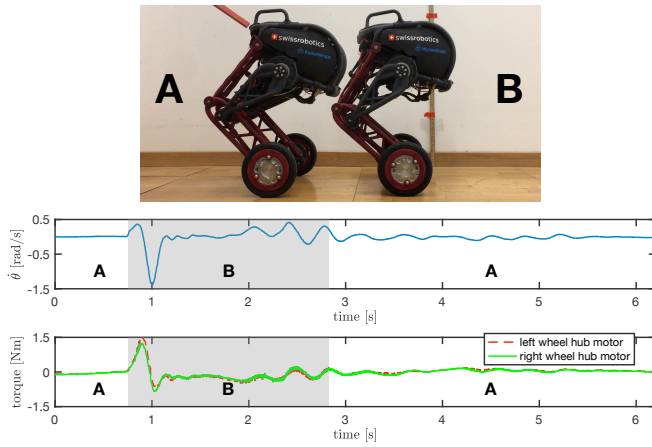 A
B
swissrobotics
swissrobotics
0.5
-0.5
-1.5
θ̇ [rad/s]
A
B
A
0
1
2
3
4
5
6
time [s]
1.5
0
-1.5
torque [Nm]
left wheel hub motor
right wheel hub motor
A
B
A
0
1
2
3
4
5
6
time [s]